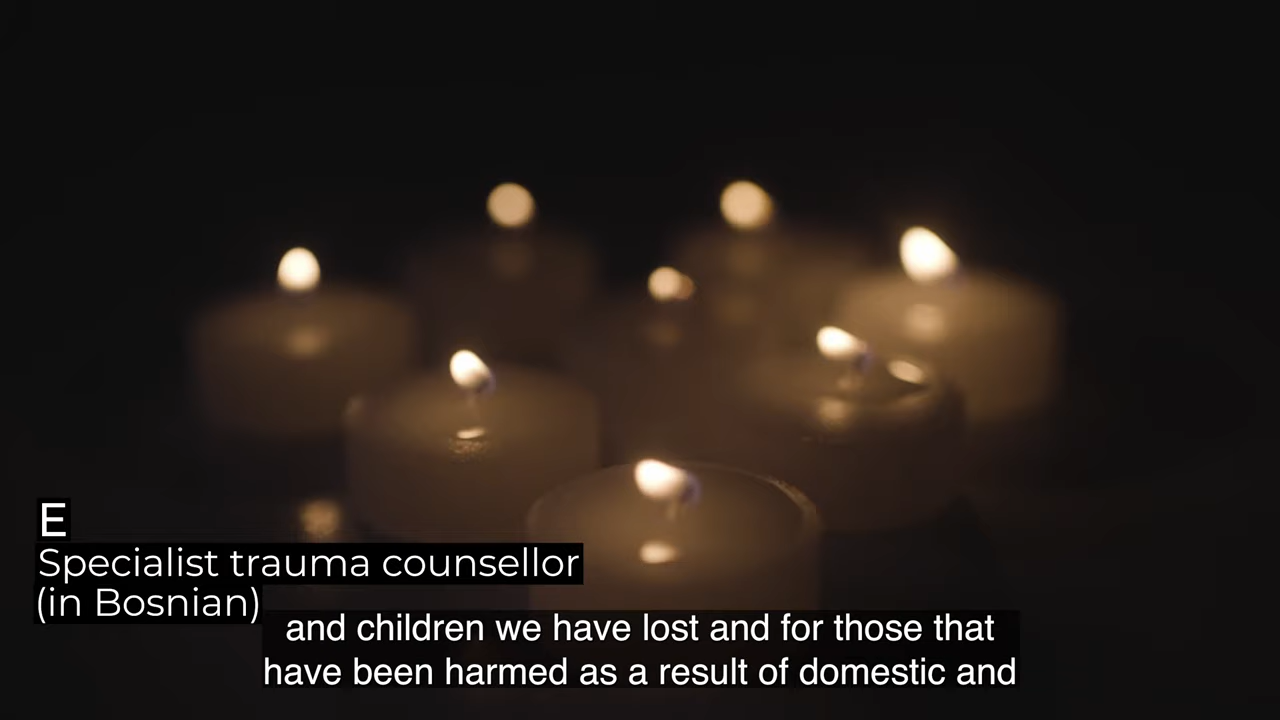 E
Specialist trauma counsellor
(in Bosnian)
and children we have lost and for those that
have been harmed as a result of domestic and